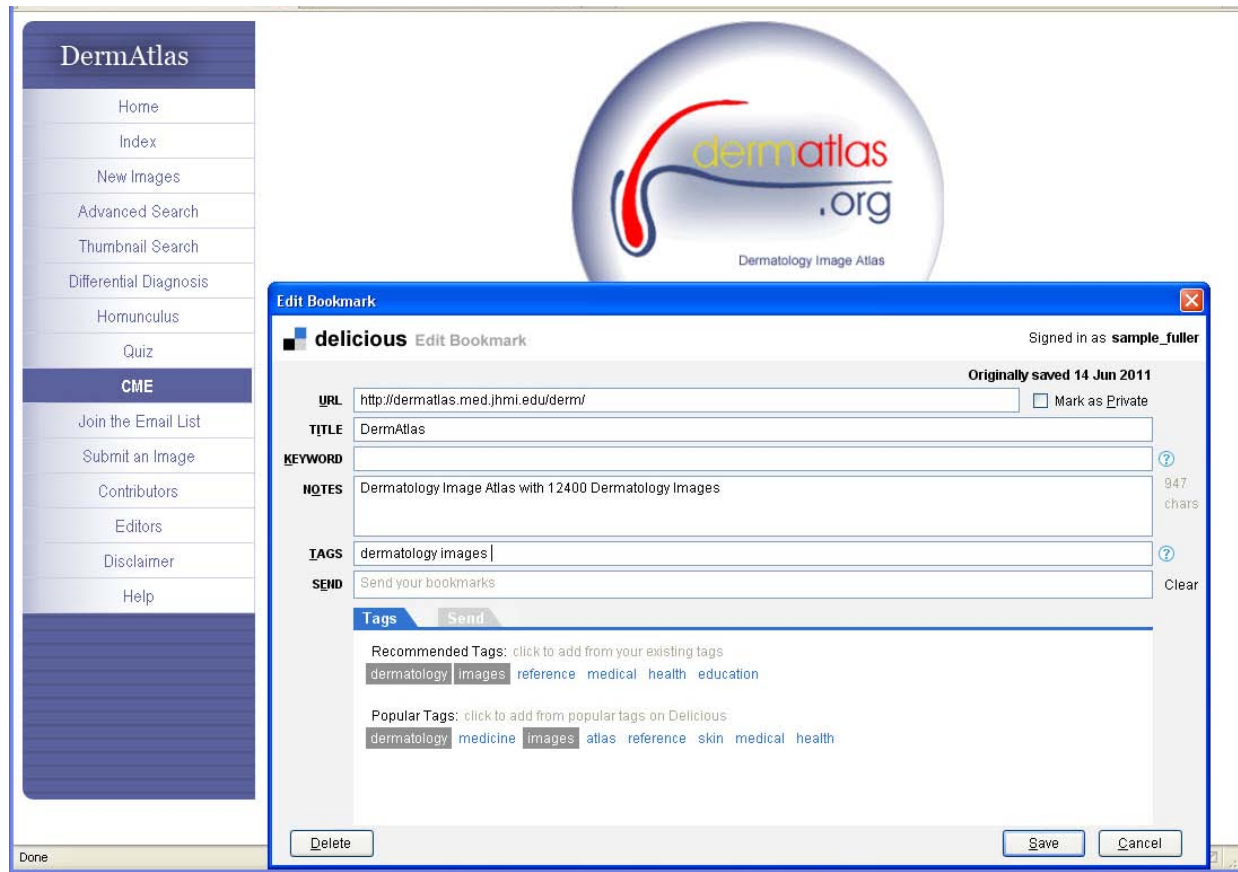 DermAtlas
Home
Index
New Images
Advanced Search
Thumbnail Search
Differential Diagnosis
Homunculus
Quiz
CME
Join the Email List
Submit an Image
Contributors
Editors
Disclaimer
Help
dermatlas
.org
Dermatology Image Atlas
Edit Bookmark
delicious Edit Bookmark
Signed in as sample_fuller
Originally saved 14 Jun 2011
URL http://dermatlas.med.jhmi.edu/derm/ Mark as Private
TITLE DermAtlas
KEYWORD ?
NOTES Dermatology Image Atlas with 12400 Dermatology Images 947
chars
TAGS dermatology images ?
SEND Send your bookmarks Clear
Tags Send
Recommended Tags: click to add from your existing tags
dermatology images reference medical health education
Popular Tags: click to add from popular tags on Delicious
dermatology medicine images atlas reference skin medical health
Delete Save Cancel
Done